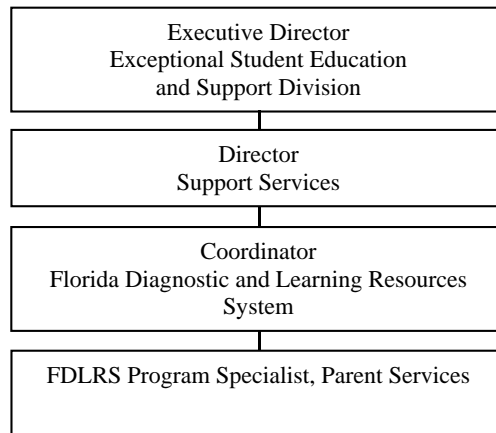 Executive Director
Exceptional Student Education
and Support Division
Director
Support Services
Coordinator
Florida Diagnostic and Learning Resources
System
FDLRS Program Specialist, Parent Services